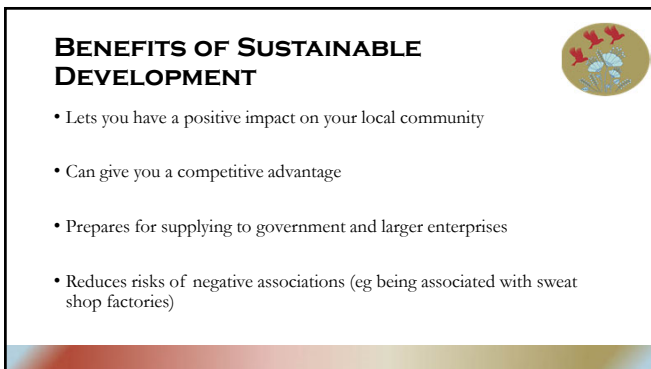 Benefits of Sustainable
Development
• Lets you have a positive impact on your local community
• Can give you a competitive advantage
• Prepares for supplying to government and larger enterprises
• Reduces risks of negative associations (eg being associated with sweat
shop factories)